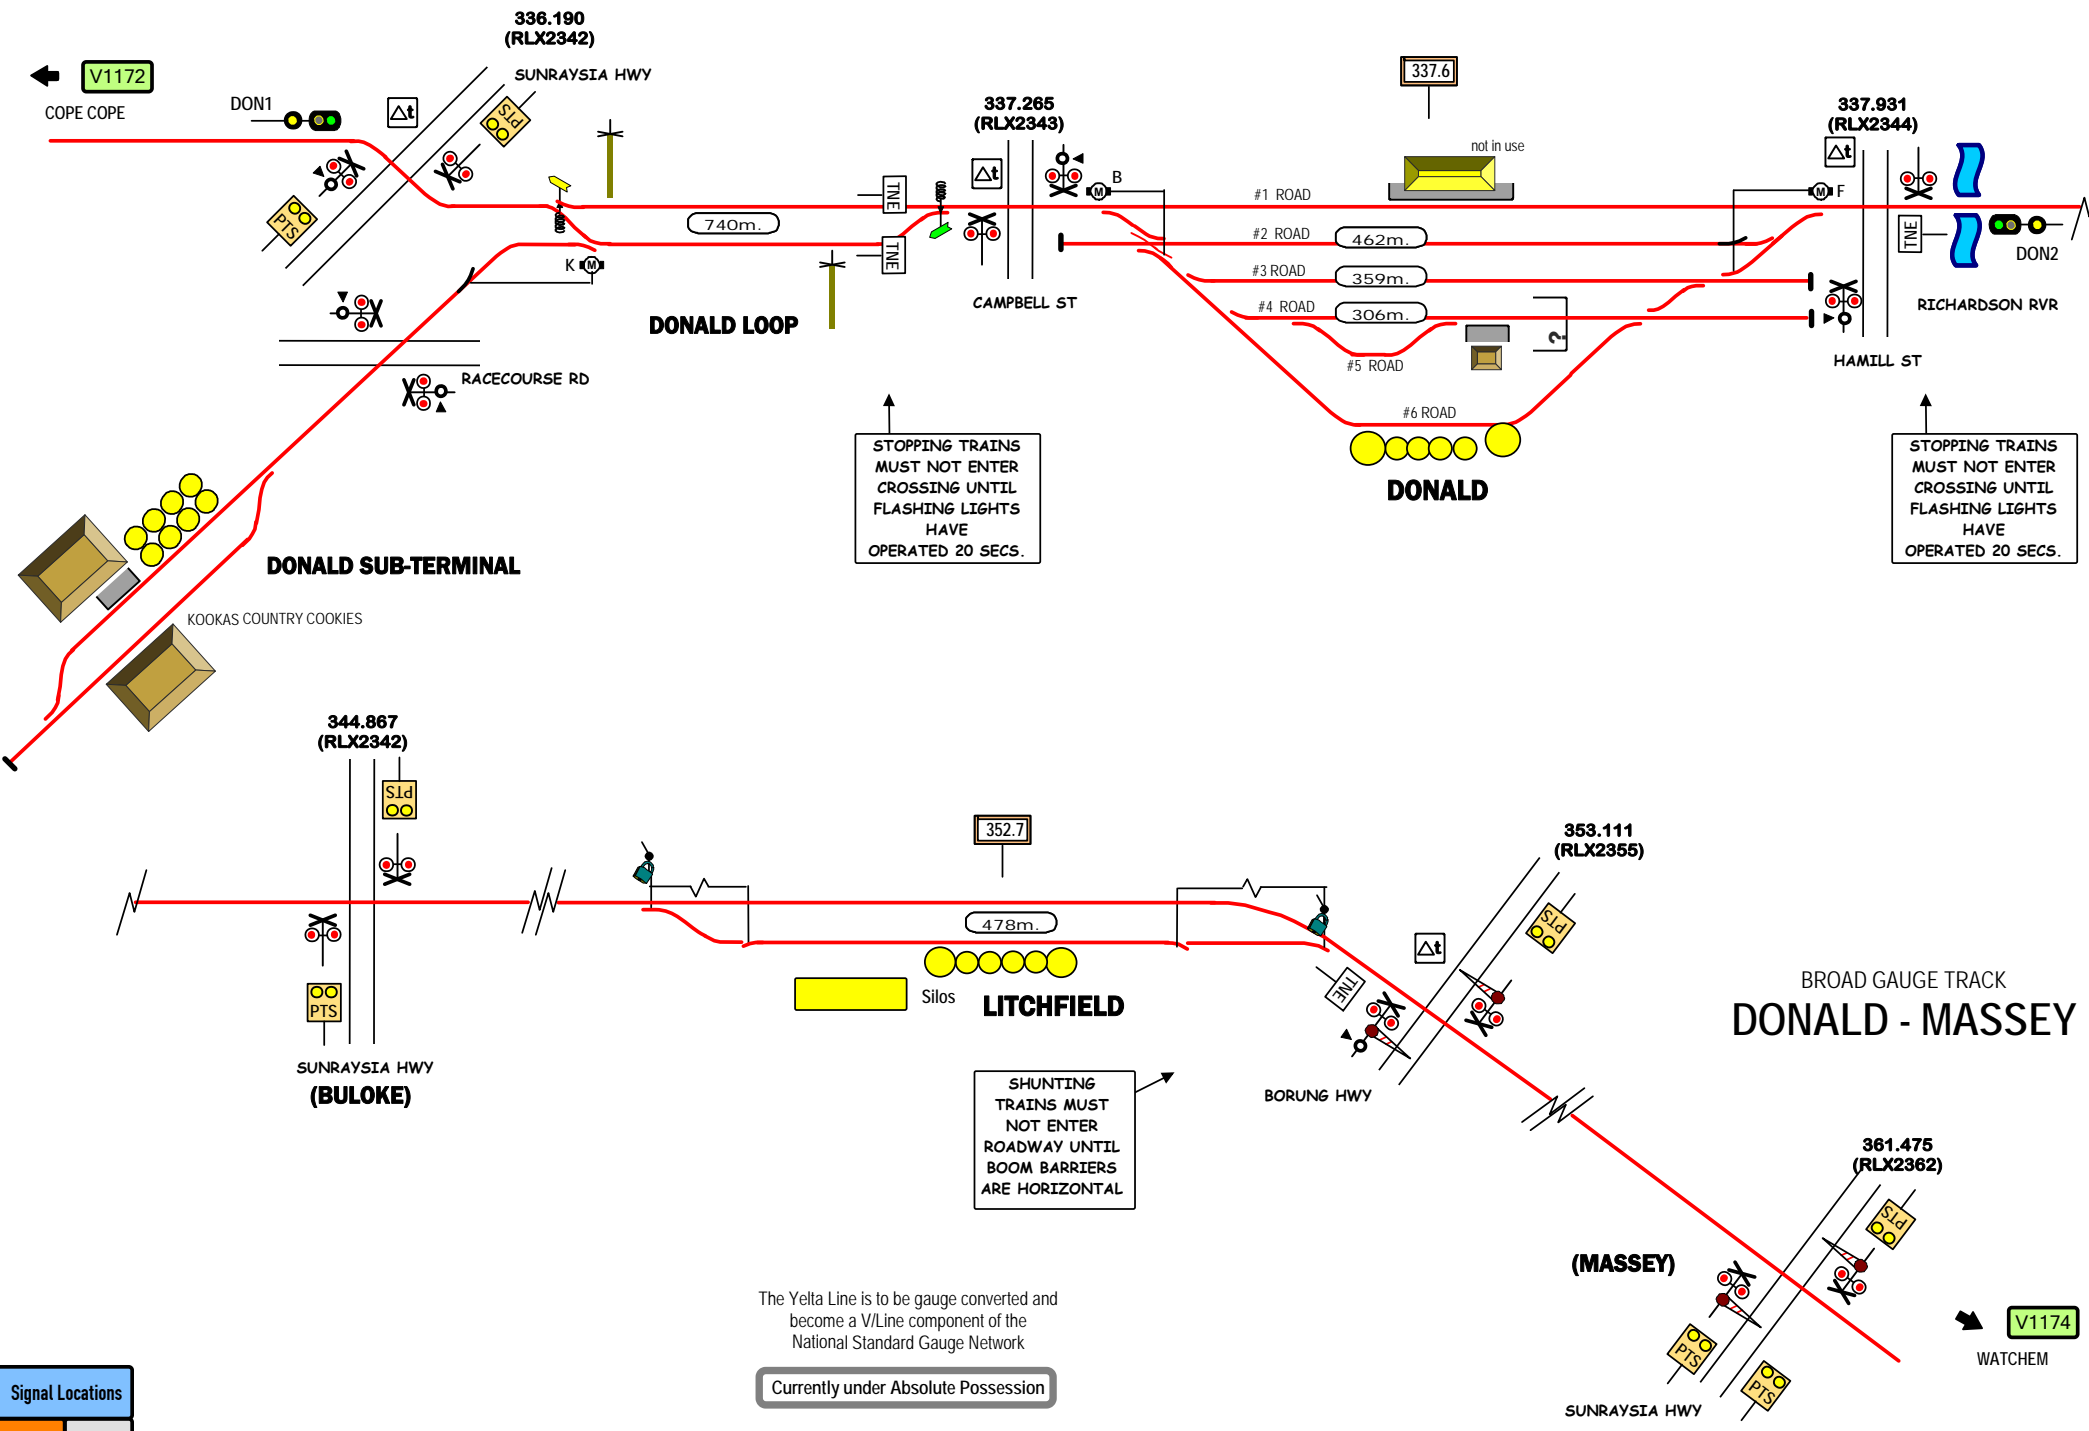 336.190
(RLX2342)
V1172
COPE COPE
SUNRAYSIA HWY
DON1
Δt
PTS
PTS
337.265
(RLX2343)
337.6
337.931
(RLX2344)
not in use
Δt
Δt
B
F
M
M
TNE
740m.
TNE
#1 ROAD
#2 ROAD
462m.
#3 ROAD
359m.
#4 ROAD
306m.
#5 ROAD
#6 ROAD
TNE
DON2
K
M
DONALD LOOP
CAMPBELL ST
?
RICHARDSON RVR
HAMILL ST
RACECOURSE RD
STOPPING TRAINS
MUST NOT ENTER
CROSSING UNTIL
FLASHING LIGHTS
HAVE
OPERATED 20 SECS.
DONALD
STOPPING TRAINS
MUST NOT ENTER
CROSSING UNTIL
FLASHING LIGHTS
HAVE
OPERATED 20 SECS.
DONALD SUB-TERMINAL
KOOKAS COUNTRY COOKIES
344.867
(RLX2342)
PTS
PTS
SUNRAYSIA HWY
(BULOKE)
352.7
478m.
Silos
LITCHFIELD
353.111
(RLX2355)
PTS
Δt
TNE
BORUNG HWY
SHUNTING
TRAINS MUST
NOT ENTER
ROADWAY UNTIL
BOOM BARRIERS
ARE HORIZONTAL
BROAD GAUGE TRACK
DONALD - MASSEY
361.475
(RLX2362)
PTS
(MASSEY)
PTS
PTS
SUNRAYSIA HWY
V1174
WATCHEM
The Yelta Line is to be gauge converted and
become a V/Line component of the
National Standard Gauge Network
Currently under Absolute Possession
Signal Locations